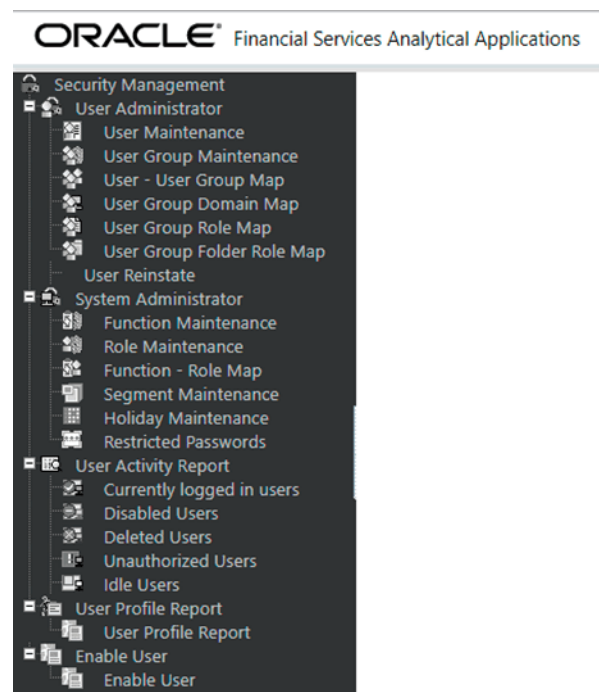 ORACLE® Financial Services Analytical Applications
Security Management
User Administrator
User Maintenance
User Group Maintenance
User - User Group Map
User Group Domain Map
User Group Role Map
User Group Folder Role Map
User Reinstate
System Administrator
Function Maintenance
Role Maintenance
Function - Role Map
Segment Maintenance
Holiday Maintenance
Restricted Passwords
User Activity Report
Currently logged in users
Disabled Users
Deleted Users
Unauthorized Users
Idle Users
User Profile Report
User Profile Report
Enable User
Enable User